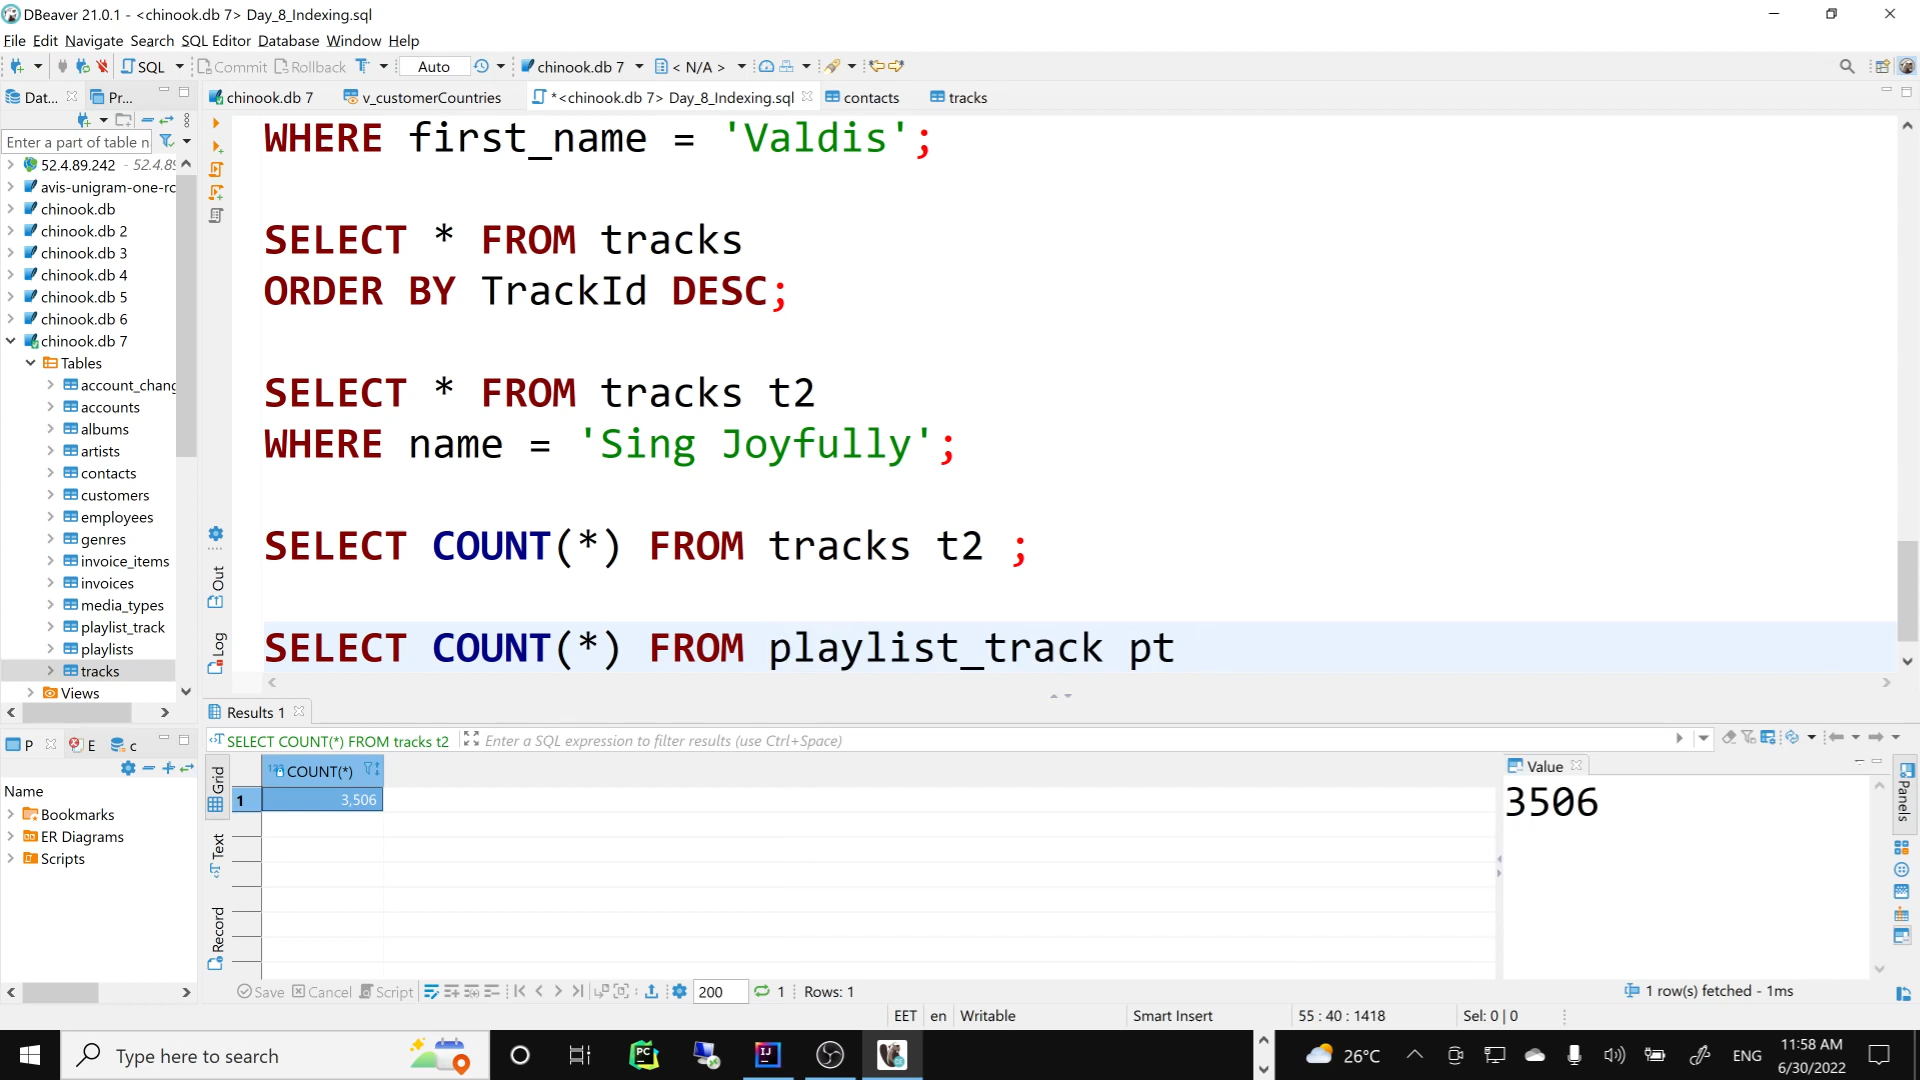 DBeaver 21.0.1 - <chinook.db 7> Day_8_Indexing.sql
File Edit Navigate Search SQL Editor Database Window Help
SQL Commit Rollback Auto chinook.db 7 < N/A >
Dat... Pr... chinook.db 7 v_customerCountries *<chinook.db 7> Day_8_Indexing.sql contacts tracks
Enter a part of table n
52.4.89.242 - 52.4.89
avis-unigram-one-ro
chinook.db
chinook.db 2
chinook.db 3
chinook.db 4
chinook.db 5
chinook.db 6
chinook.db 7
Tables
account_chang
accounts
albums
artists
contacts
customers
employees
genres
invoice_items
invoices
media_types
playlist_track
playlists
tracks
Views
WHERE first_name = 'Valdis';
SELECT * FROM tracks
ORDER BY TrackId DESC;
SELECT * FROM tracks t2
WHERE name = 'Sing Joyfully';
SELECT COUNT(*) FROM tracks t2 ;
SELECT COUNT(*) FROM playlist_track pt
Out
Log
P E c
Name
Bookmarks
ER Diagrams
Scripts
Results 1
SELECT COUNT(*) FROM tracks t2 Enter a SQL expression to filter results (use Ctrl+Space)
Grid
Text
Record
123 COUNT(*)
1 3,506
Value
3506
Panels
Save Cancel Script 200 1 Rows: 1 1 row(s) fetched - 1ms
EET en Writable Smart Insert 55 : 40 : 1418 Sel: 0 | 0
Type here to search PC IJ 26°C ENG 11:58 AM
6/30/2022